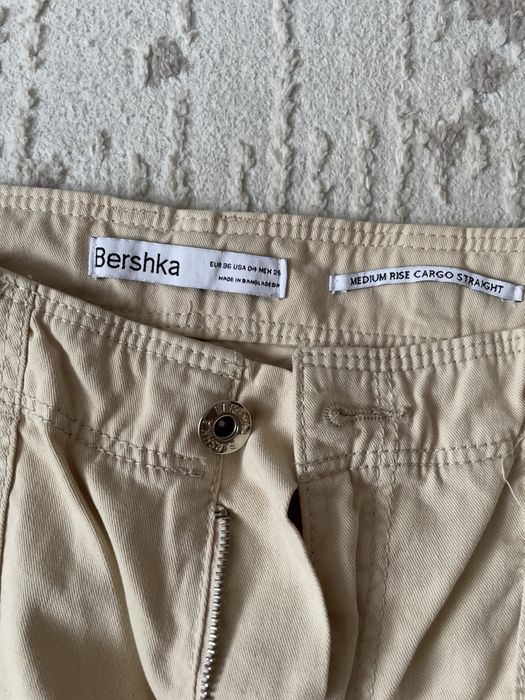 Bershka
EUR 36 USA 04 MEX 26
MADE IN BANGLADESH
MEDIUM RISE CARGO STRAIGHT